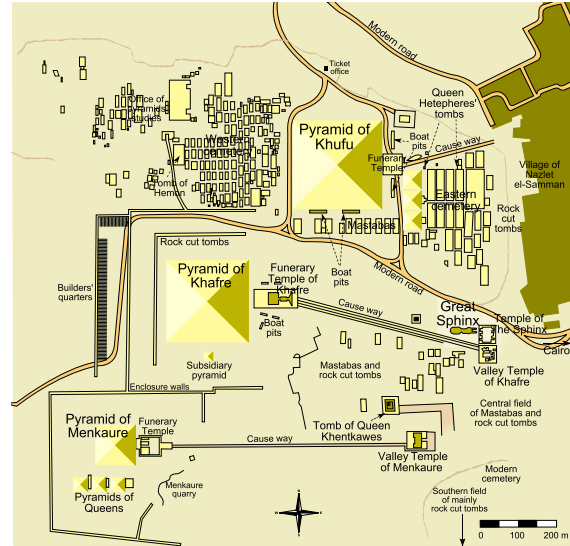 Modern road
Modern road
Ticket
office
Queen
Hetepheres'
tombs
Office of
pyramids
studies
Western
cemetery
Pyramid of
Khufu
Boat
pits
Cause way
Funerary
Temple
Village of
Nazlet
el-Samman
Tomb of
Hemon
Eastern
cemetery
Rock
cut
tombs
Mastabas
Rock cut tombs
Boat
pits
Modern road
Pyramid of
Khafre
Funerary
Temple of
Khafre
Builders'
quarters
Cause way
Great
Sphinx
Temple of
The Sphinx
Boat
pits
Cairo
Subsidiary
pyramid
Mastabas and
rock cut tombs
Valley Temple
of Khafre
Enclosure walls
Central field
of Mastabas and
rock cut tombs
Pyramid of
Menkaure
Funerary
Temple
Tomb of Queen
Khentkawes
Cause way
Valley Temple
of Menkaure
Pyramids of
Queens
Menkaure
quarry
Modern
cemetery
Southern field
of mainly
rock cut tombs
N
W
E
S
0
100
200 m